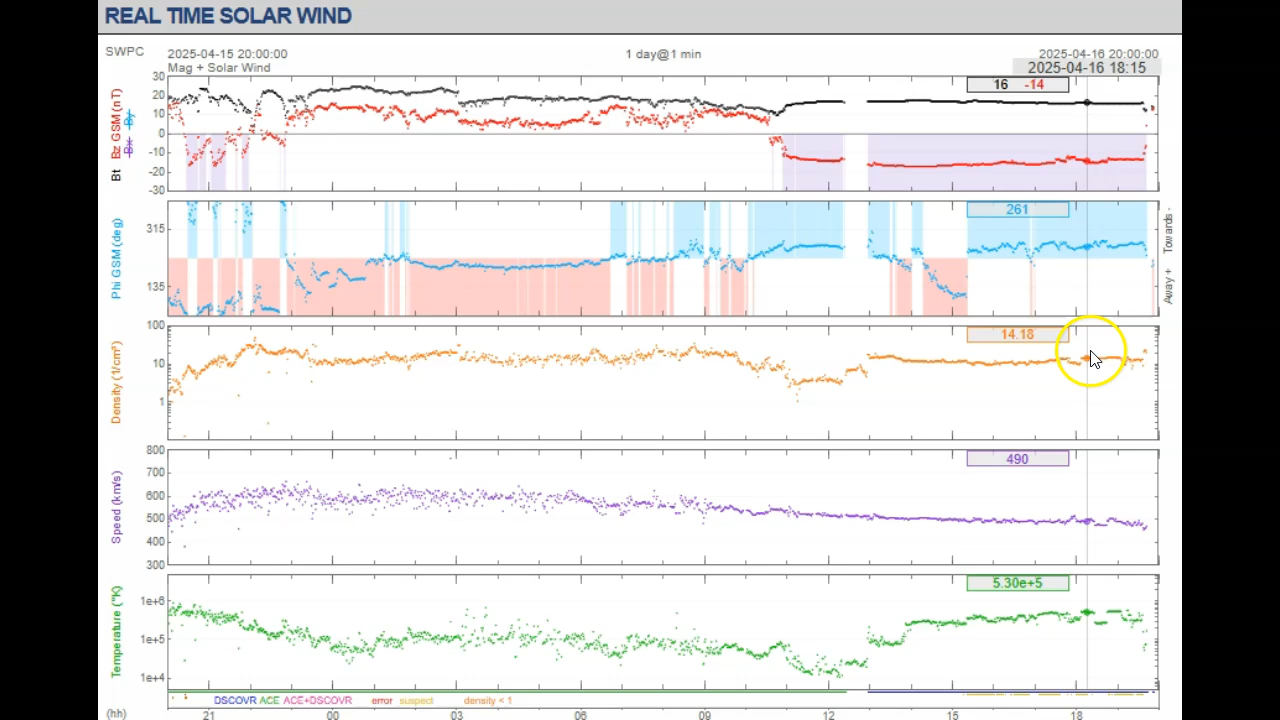 REAL TIME SOLAR WIND
SWPC 2025-04-15 20:00:00 1 day@1 min 2025-04-16 20:00:00
Mag + Solar Wind 2025-04-16 18:15
16 -14
30
20
10
0
-10
-20
-30
Bt Bz GSM (nT)
Bx By
261
315
135
Phi GSM (deg)
Away + Towards -
14.18
100
10
1
Density (1/cm³)
490
800
700
600
500
400
300
Speed (km/s)
5.30e+5
1e+6
1e+5
1e+4
Temperature (°K)
DSCOVR ACE ACE+DSCOVR error suspect density < 1
(hh) 21 00 03 06 09 12 15 18